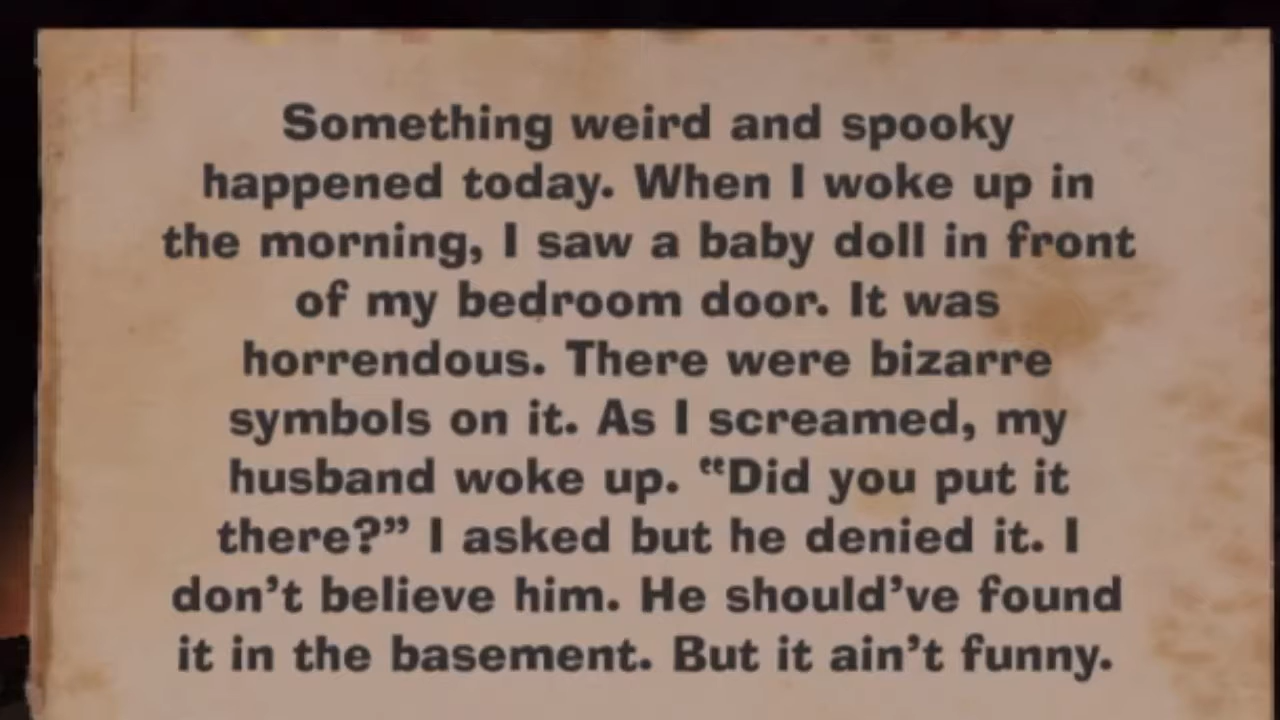 Something weird and spooky
happened today. When I woke up in
the morning, I saw a baby doll in front
of my bedroom door. It was
horrendous. There were bizarre
symbols on it. As I screamed, my
husband woke up. “Did you put it
there?” I asked but he denied it. I
don’t believe him. He should’ve found
it in the basement. But it ain’t funny.